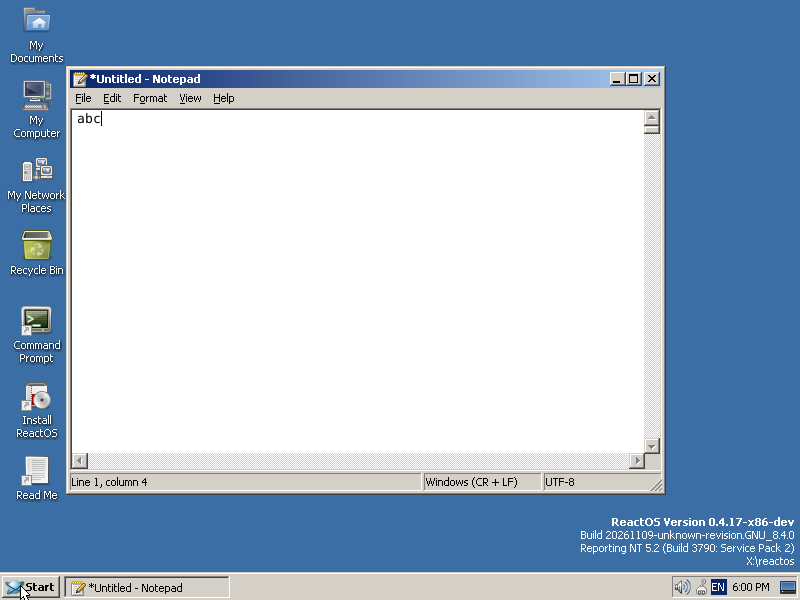 My
Documents
My
Computer
My Network
Places
Recycle Bin
Command
Prompt
Install
ReactOS
Read Me
*Untitled - Notepad
File Edit Format View Help
abc
Line 1, column 4 Windows (CR + LF) UTF-8
ReactOS Version 0.4.17-x86-dev
Build 20261109-unknown-revision.GNU_8.4.0
Reporting NT 5.2 (Build 3790: Service Pack 2)
X:\reactos
Start *Untitled - Notepad EN 6:00 PM